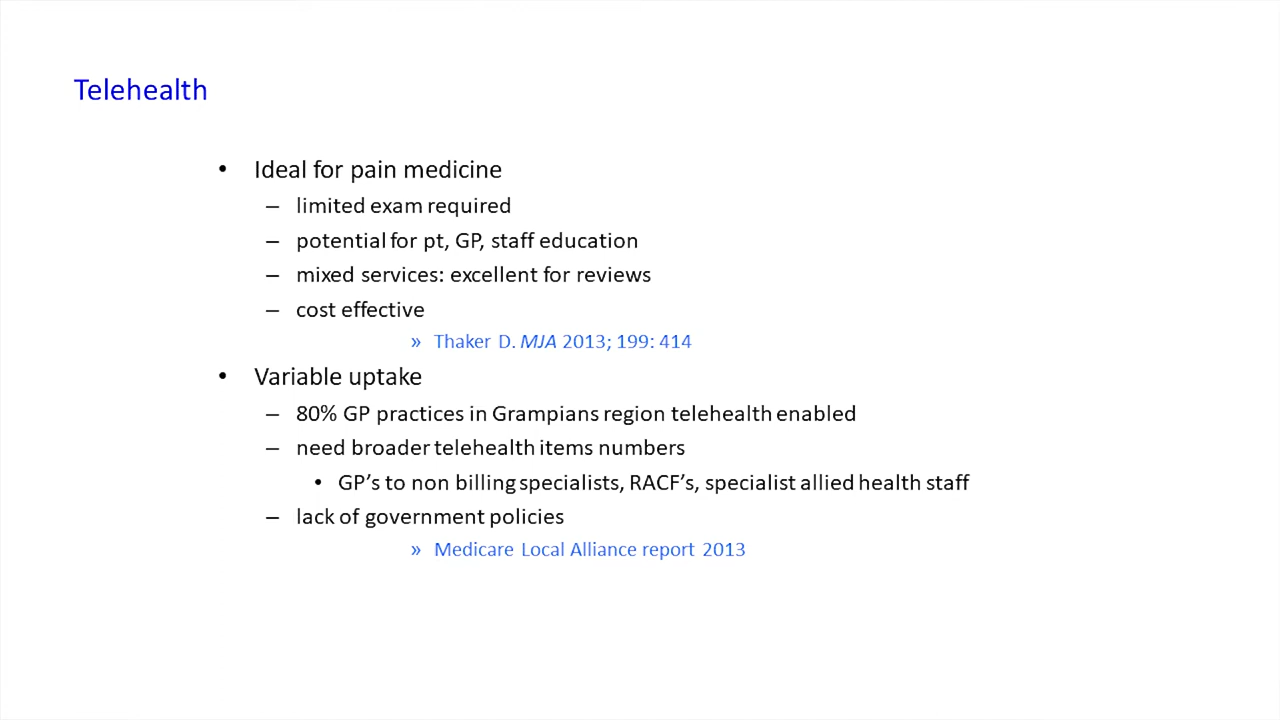 Telehealth
• Ideal for pain medicine
– limited exam required
– potential for pt, GP, staff education
– mixed services: excellent for reviews
– cost effective
» Thaker D. MJA 2013; 199: 414
• Variable uptake
– 80% GP practices in Grampians region telehealth enabled
– need broader telehealth items numbers
• GP’s to non billing specialists, RACF’s, specialist allied health staff
– lack of government policies
» Medicare Local Alliance report 2013